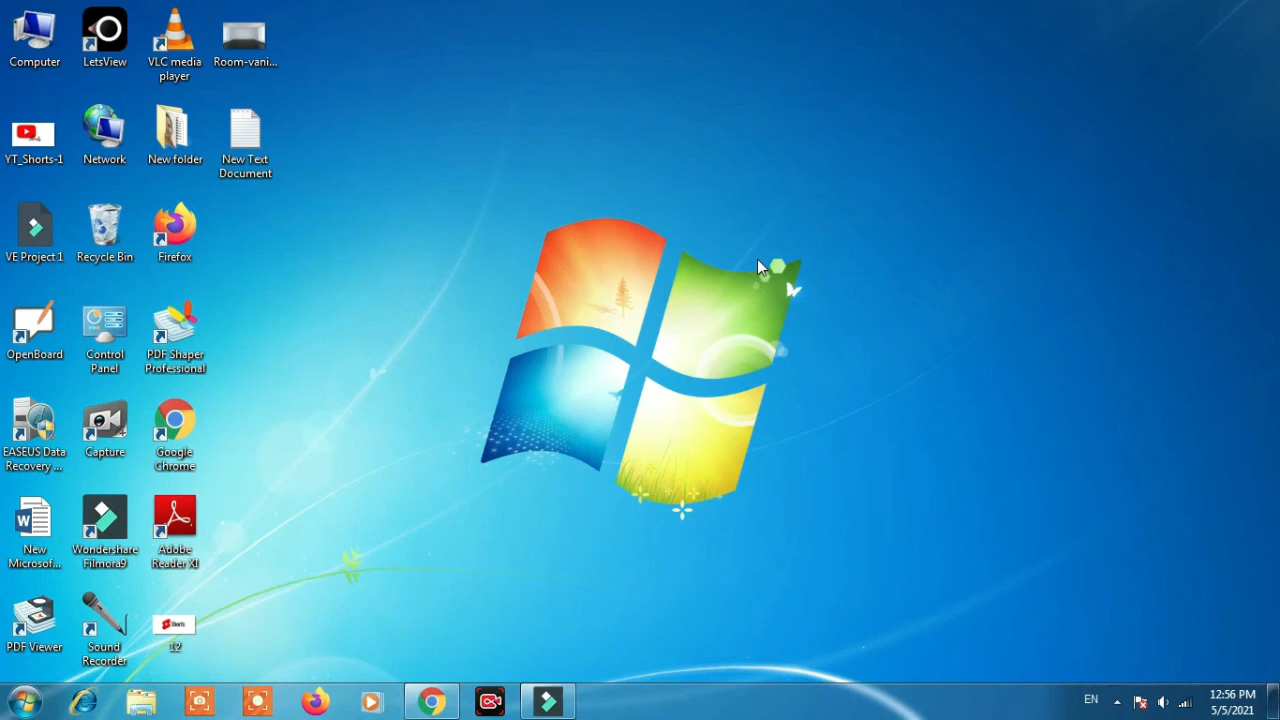 Computer
LetsView
VLC media
player
Room-vani...
YT_Shorts-1
Network
New folder
New Text
Document
VE Project 1
Recycle Bin
Firefox
OpenBoard
Control
Panel
PDF Shaper
Professional
EASEUS Data
Recovery ...
Capture
Google
Chrome
New
Microsof...
Wondershare
Filmora9
Adobe
Reader XI
PDF Viewer
Sound
Recorder
Shorts
12
EN
12:56 PM
5/5/2021